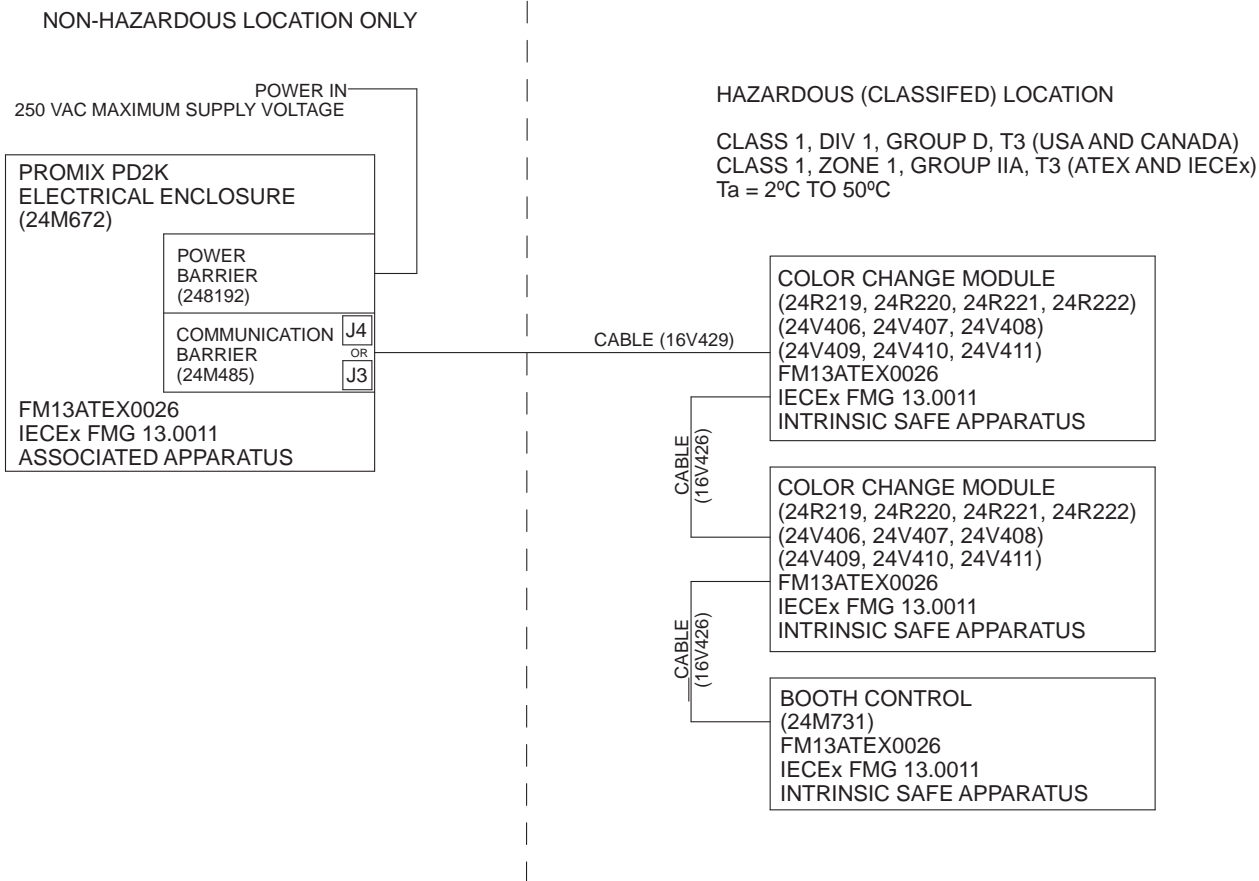 NON-HAZARDOUS LOCATION ONLY
POWER IN
250 VAC MAXIMUM SUPPLY VOLTAGE
PROMIX PD2K
ELECTRICAL ENCLOSURE
(24M672)
POWER
BARRIER
(248192)
COMMUNICATION
BARRIER
(24M485)
J4
OR
J3
FM13ATEX0026
IECEx FMG 13.0011
ASSOCIATED APPARATUS
HAZARDOUS (CLASSIFED) LOCATION
CLASS 1, DIV 1, GROUP D, T3 (USA AND CANADA)
CLASS 1, ZONE 1, GROUP IIA, T3 (ATEX AND IECEx)
Ta = 2ºC TO 50ºC
CABLE (16V429)
COLOR CHANGE MODULE
(24R219, 24R220, 24R221, 24R222)
(24V406, 24V407, 24V408)
(24V409, 24V410, 24V411)
FM13ATEX0026
IECEx FMG 13.0011
INTRINSIC SAFE APPARATUS
CABLE
(16V426)
COLOR CHANGE MODULE
(24R219, 24R220, 24R221, 24R222)
(24V406, 24V407, 24V408)
(24V409, 24V410, 24V411)
FM13ATEX0026
IECEx FMG 13.0011
INTRINSIC SAFE APPARATUS
CABLE
(16V426)
BOOTH CONTROL
(24M731)
FM13ATEX0026
IECEx FMG 13.0011
INTRINSIC SAFE APPARATUS